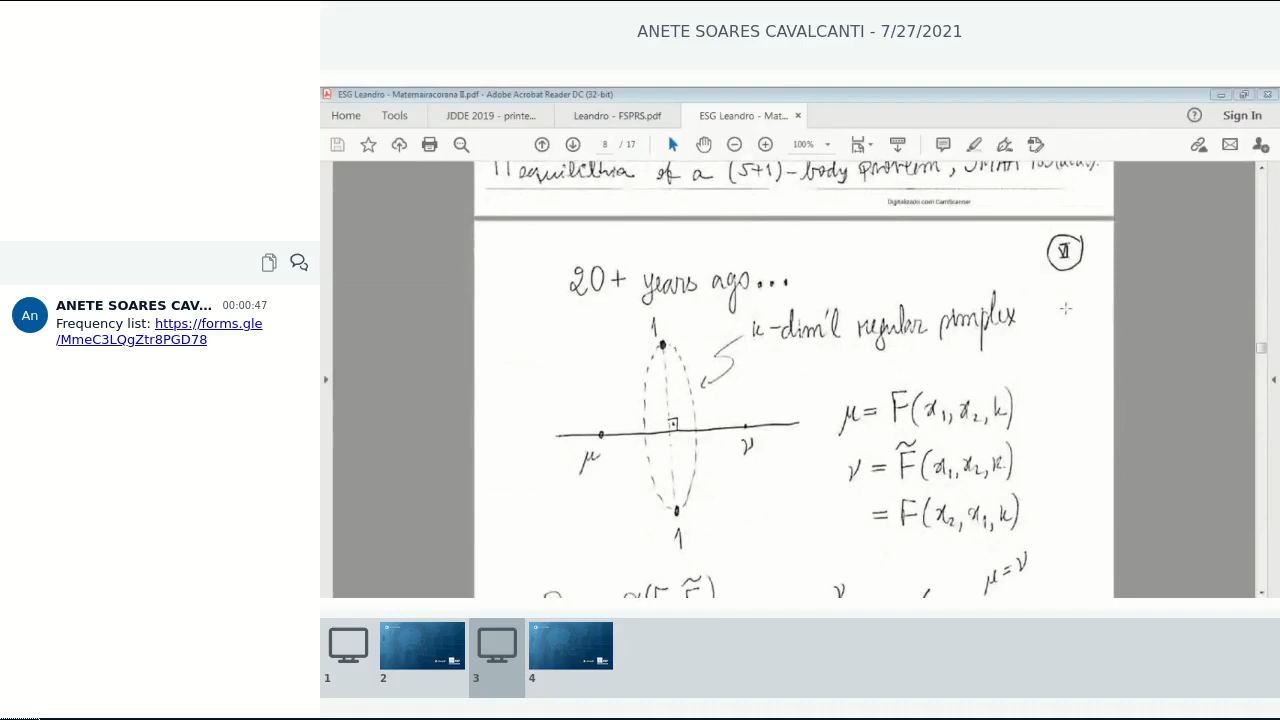 ANETE SOARES CAVALCANTI - 7/27/2021
ESG Leandro - Matemairacorana II.pdf - Adobe Acrobat Reader DC (32-bit)
Home Tools JDDE 2019 - printe... Leandro - FSPRS.pdf ESG Leandro - Mat... × Sign In
8 / 17 100%
equilibria of a (5+1)-body problem, JMAA
Digitalizado com CamScanner
VI
20+ years ago...
1
k-dim'l regular simplex
μ = F(x₁, x₂, k)
μ
ν
ν = F̃(x₁, x₂, k)
= F(x₂, x₁, k)
1
μ = ν
ν
An
ANETE SOARES CAV... 00:00:47
Frequency list: https://forms.gle
/MmeC3LQgZtr8PGD78
1 2 3 4